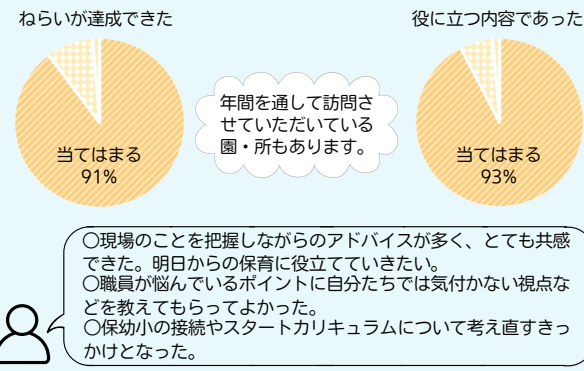 ねらいが達成できた
役に立つ内容であった
当てはまる
91%
年間を通して訪問さ
せていただいている
園・所もあります。
当てはまる
93%
〇現場のことを把握しながらのアドバイスが多く、とても共感
できた。明日からの保育に役立てていきたい。
〇職員が悩んでいるポイントに自分たちでは気付かない視点な
どを教えてもらってよかった。
〇保幼小の接続やスタートカリキュラムについて考え直すきっ
かけとなった。